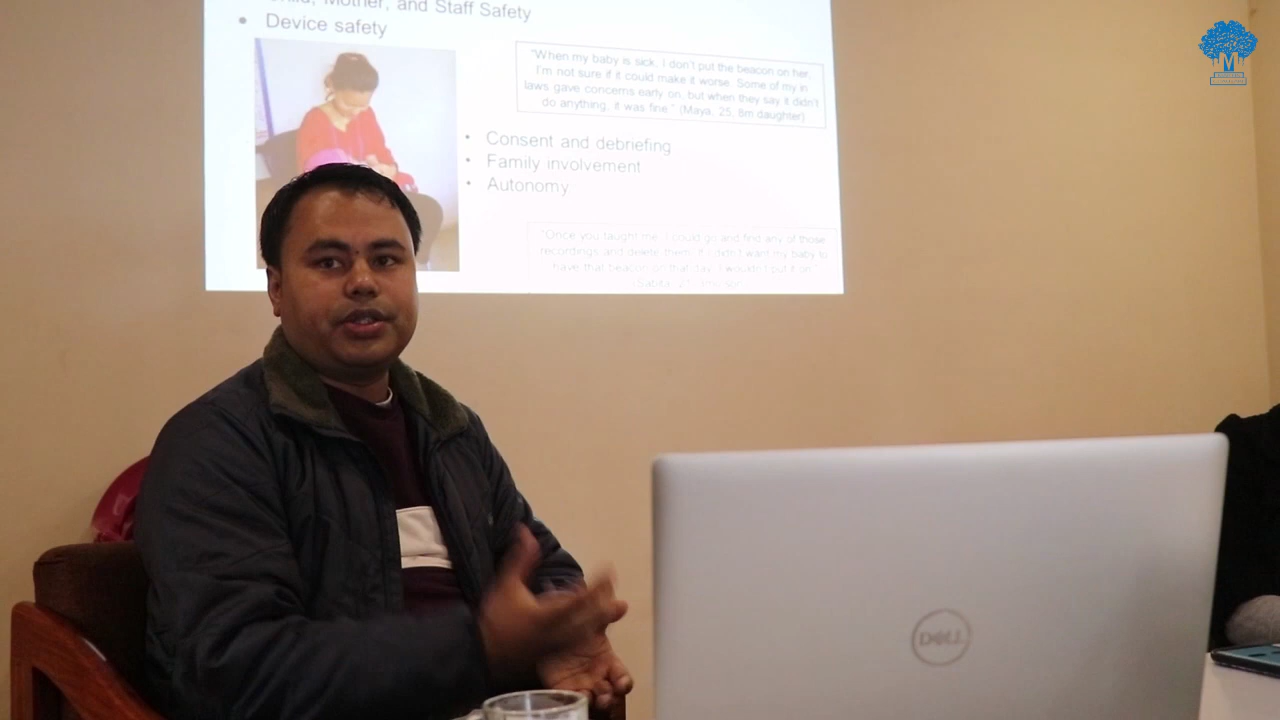 Child, Mother, and Staff Safety
• Device safety
"When my baby is sick, I don't put the beacon on her.
I'm not sure if it could make it worse. Some of my in
laws gave concerns early on, but when they say it didn't
do anything, it was fine." (Maya, 25, 8m daughter)
• Consent and debriefing
• Family involvement
• Autonomy
"Once you taught me, I could go and find any of those
recordings and delete them. If I didn't want my baby to
have that beacon on that day, I wouldn't put it on."
DELL
M